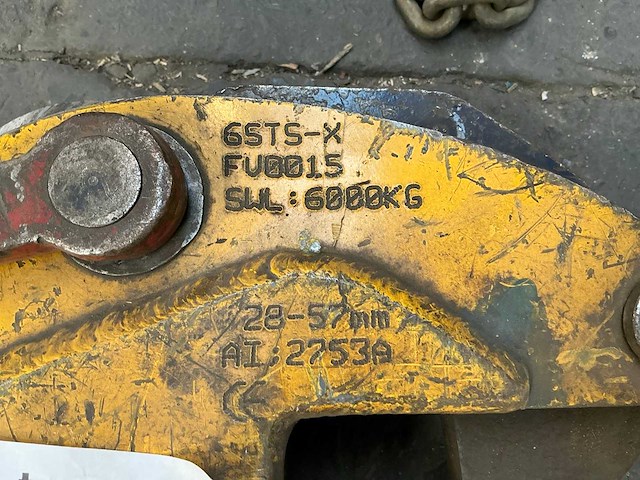 6STS-X
FV0015
SWL:6000KG
28-57mm
AI:2753A
CE